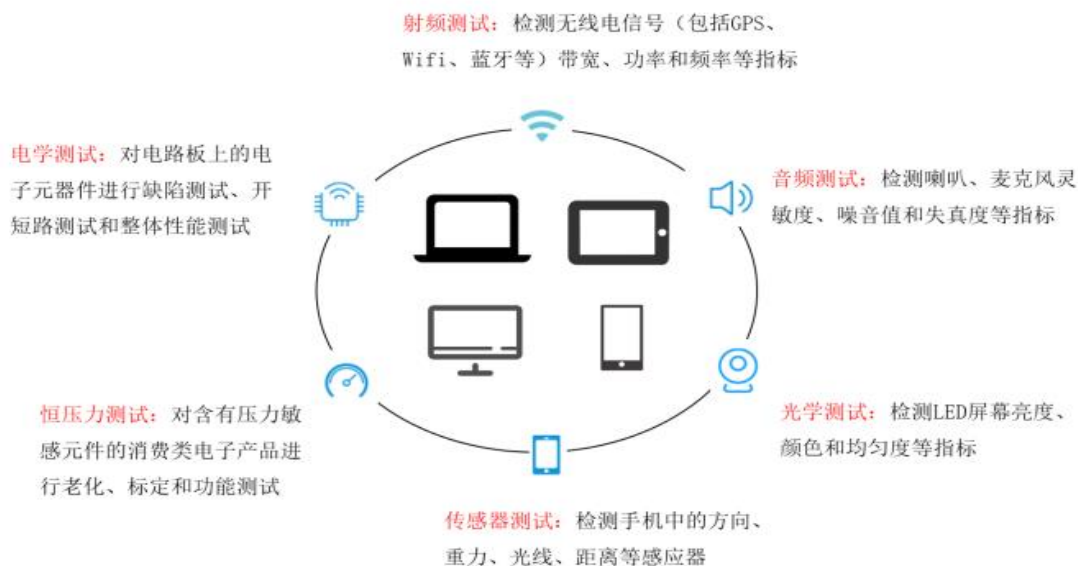 射频测试：检测无线电信号（包括GPS、
Wifi、蓝牙等）带宽、功率和频率等指标
电学测试：对电路板上的电
子元器件进行缺陷测试、开
短路测试和整体性能测试
音频测试：检测喇叭、麦克风灵
敏度、噪音值和失真度等指标
恒压力测试：对含有压力敏
感元件的消费类电子产品进
行老化、标定和功能测试
光学测试：检测LED屏幕亮度、
颜色和均匀度等指标
传感器测试：检测手机中的方向、
重力、光线、距离等感应器